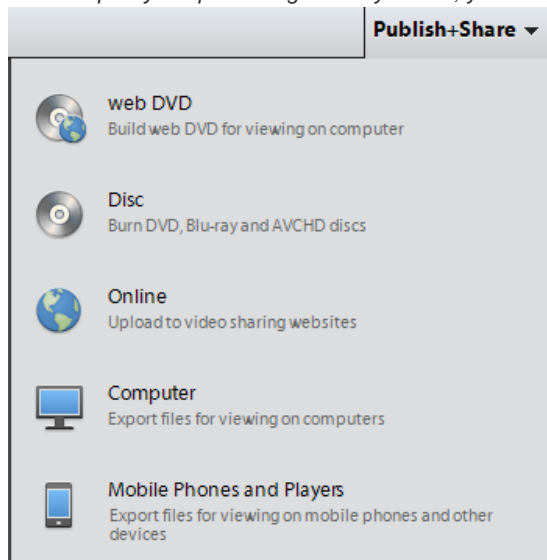 Publish+Share
web DVD
Build web DVD for viewing on computer
Disc
Burn DVD, Blu-ray and AVCHD discs
Online
Upload to video sharing websites
Computer
Export files for viewing on computers
Mobile Phones and Players
Export files for viewing on mobile phones and other
devices